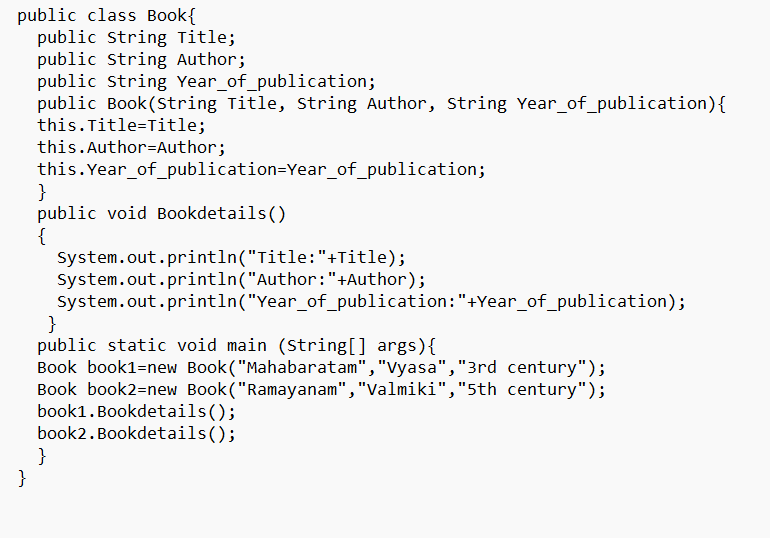 public class Book{
public String Title;
public String Author;
public String Year_of_publication;
public Book(String Title, String Author, String Year_of_publication){
this.Title=Title;
this.Author=Author;
this.Year_of_publication=Year_of_publication;
}
public void Bookdetails()
{
System.out.println("Title:"+Title);
System.out.println("Author:"+Author);
System.out.println("Year_of_publication:"+Year_of_publication);
}
public static void main (String[] args){
Book book1=new Book("Mahabaratam","Vyasa","3rd century");
Book book2=new Book("Ramayanam","Valmiki","5th century");
book1.Bookdetails();
book2.Bookdetails();
}
}